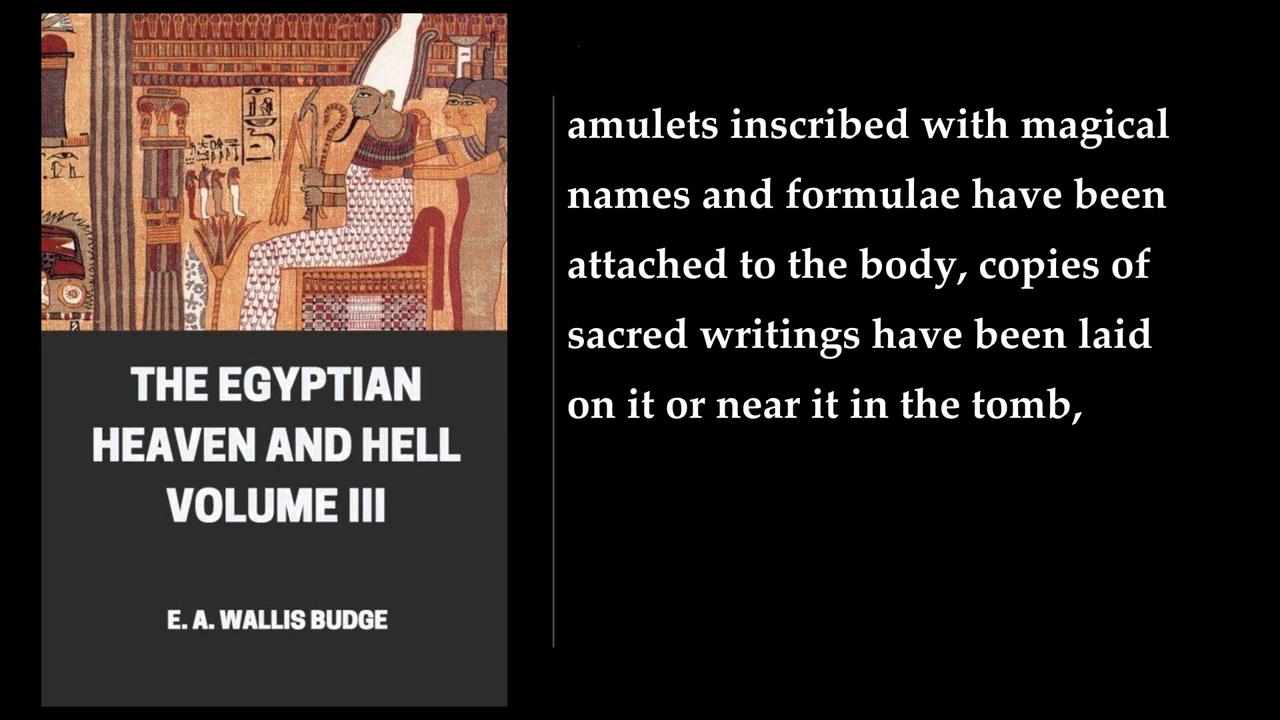 THE EGYPTIAN
HEAVEN AND HELL
VOLUME III
E. A. WALLIS BUDGE
amulets inscribed with magical
names and formulae have been
attached to the body, copies of
sacred writings have been laid
on it or near it in the tomb,